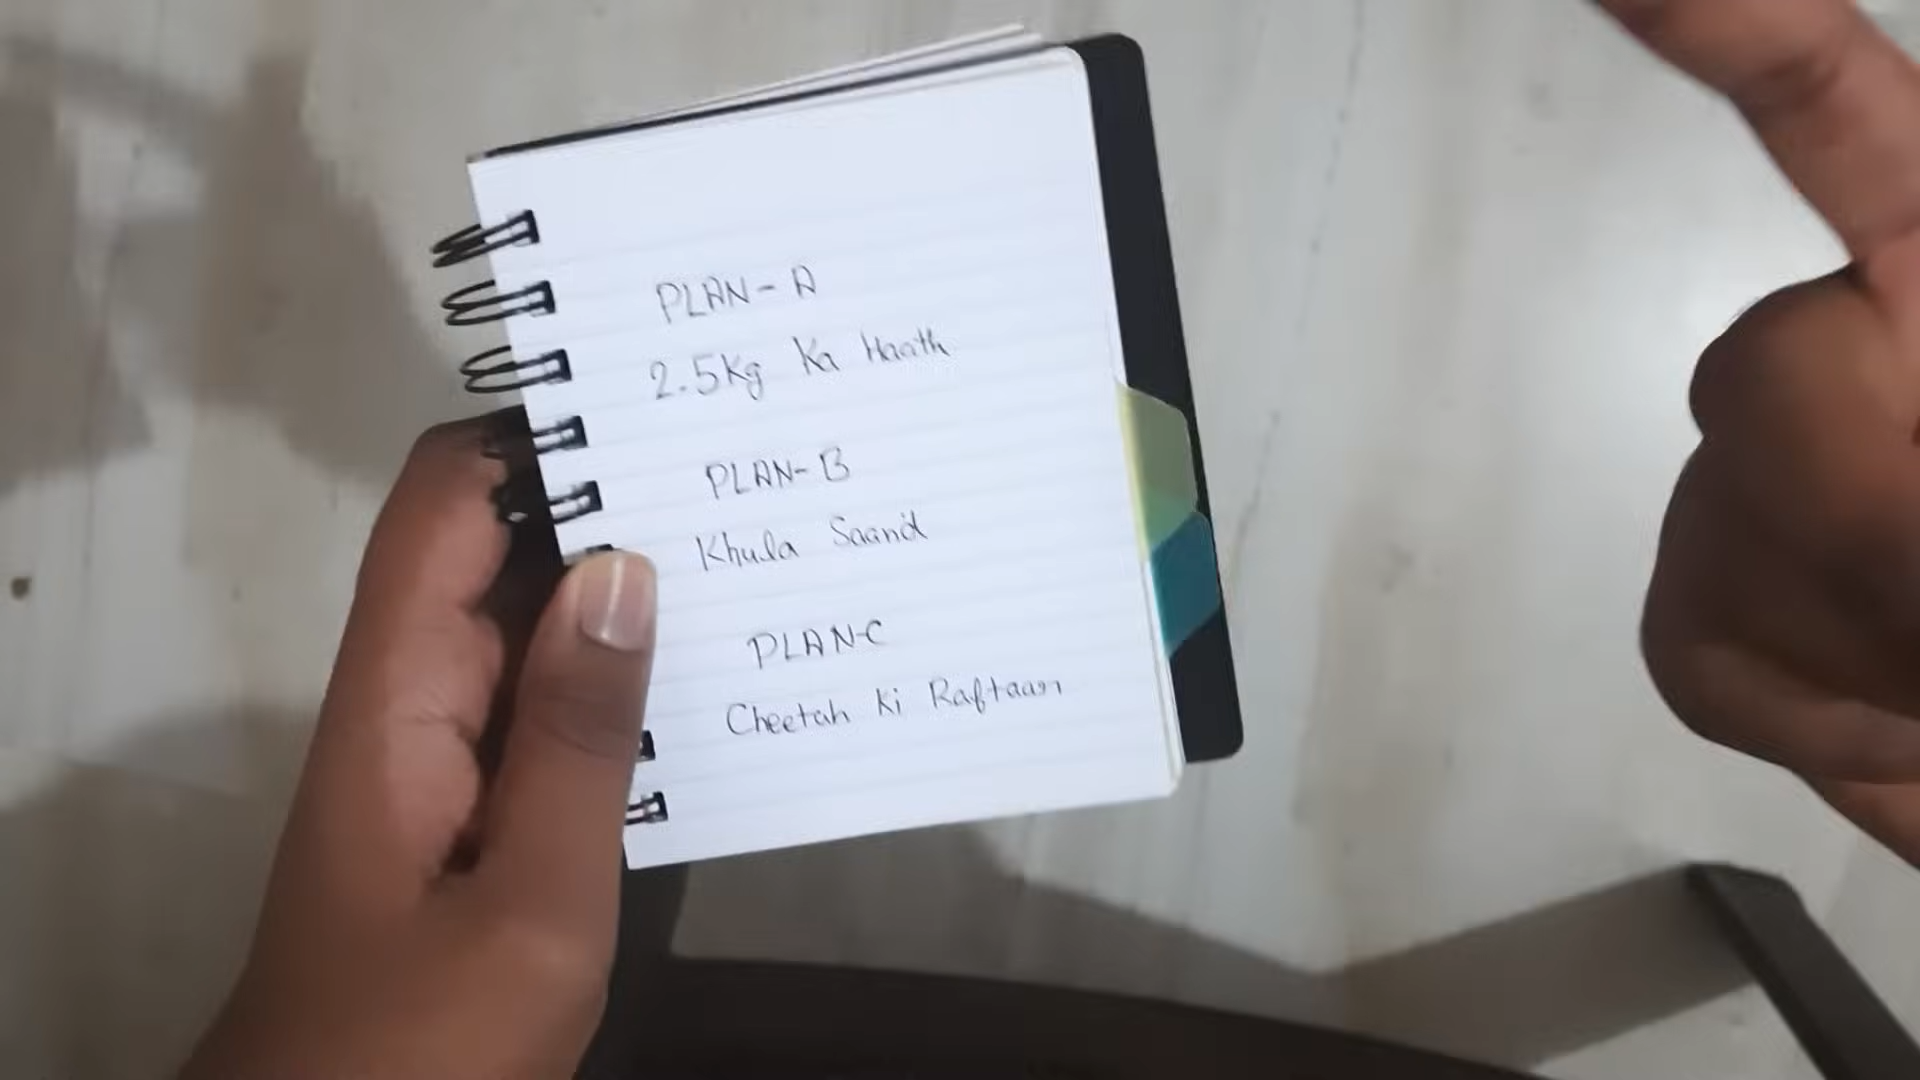 PLAN-A
2.5Kg Ka Haath
PLAN-B
Khula Saand
PLAN-C
Cheetah Ki Raftaar